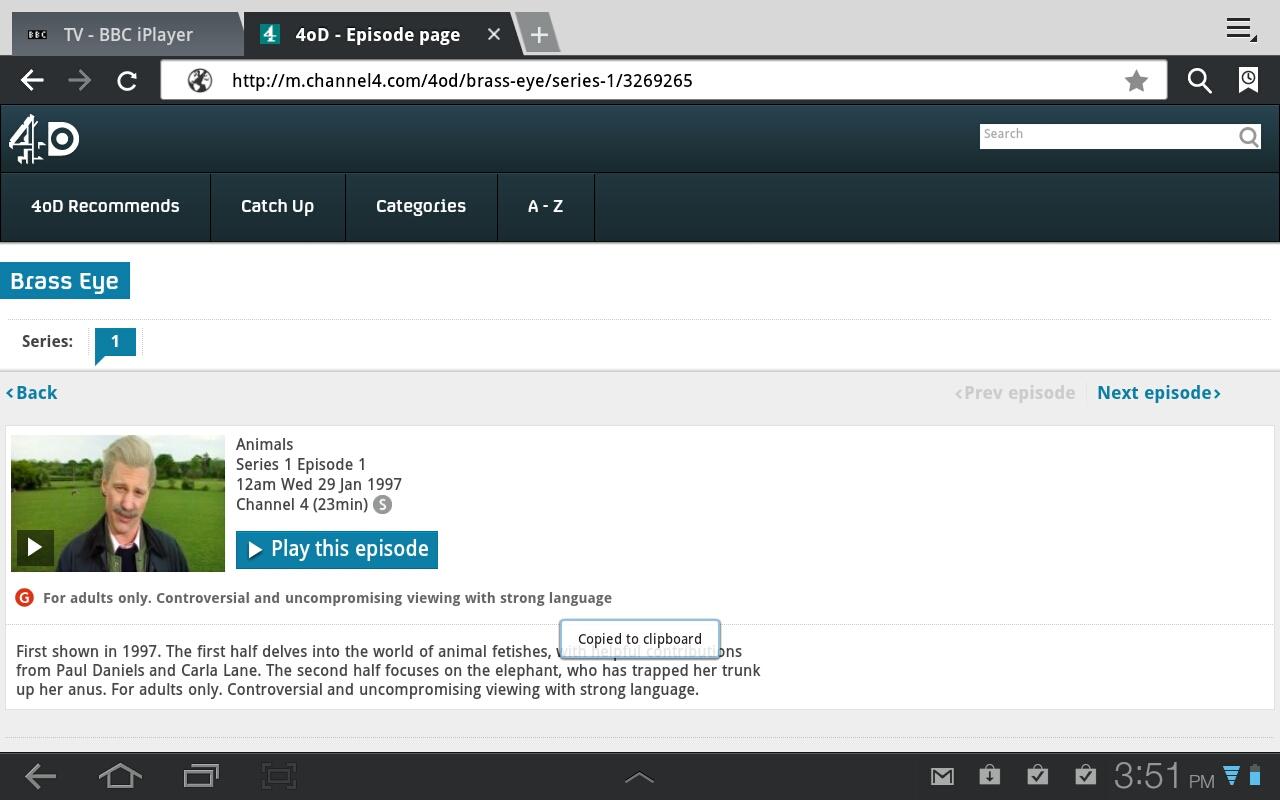 BBC TV - BBC iPlayer
4 4oD - Episode page
http://m.channel4.com/4od/brass-eye/series-1/3269265
4oD
Search
4oD Recommends Catch Up Categories A - Z
Brass Eye
Series: 1
Back
Prev episode Next episode
Animals
Series 1 Episode 1
12am Wed 29 Jan 1997
Channel 4 (23min) S
Play this episode
G For adults only. Controversial and uncompromising viewing with strong language
Copied to clipboard
First shown in 1997. The first half delves into the world of animal fetishes, with helpful contributions
from Paul Daniels and Carla Lane. The second half focuses on the elephant, who has trapped her trunk
up her anus. For adults only. Controversial and uncompromising viewing with strong language.
3:51 PM